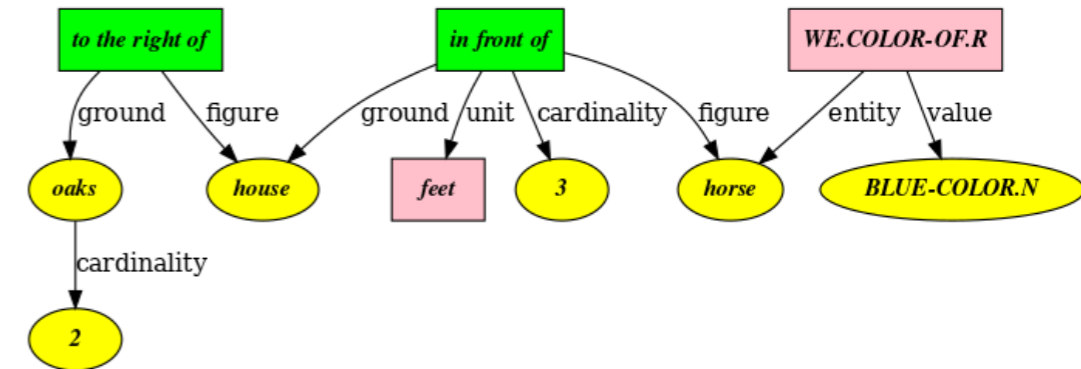 to the right of
in front of
WE.COLOR-OF.R
ground
figure
ground
unit
cardinality
figure
entity
value
oaks
house
feet
3
horse
BLUE-COLOR.N
cardinality
2